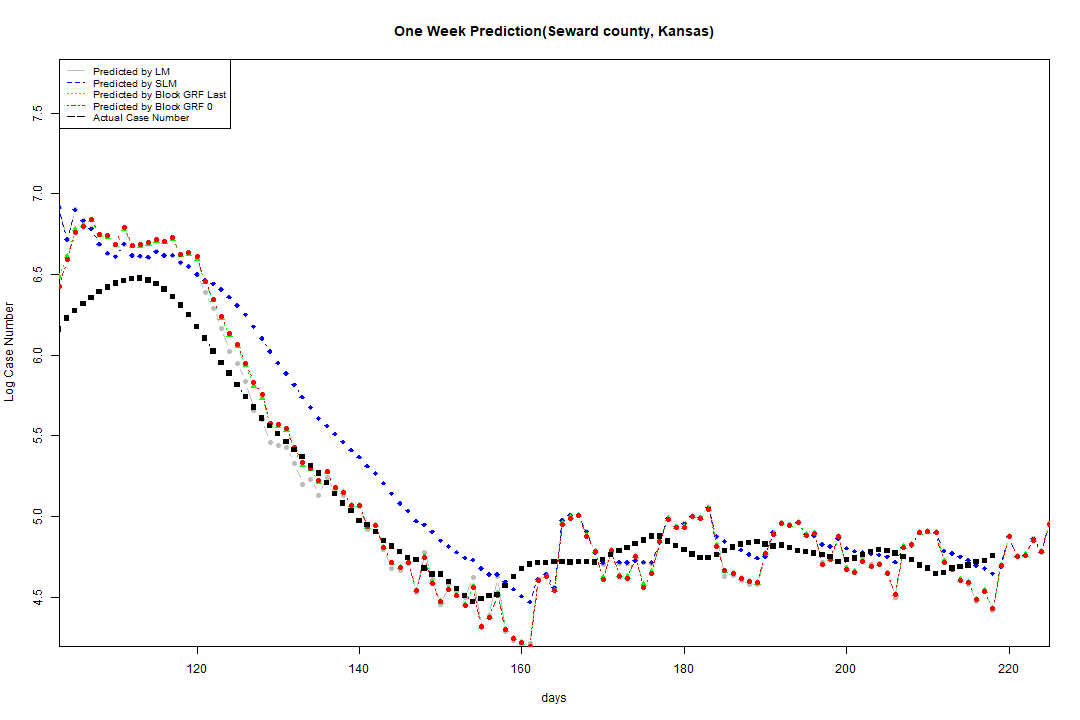 One Week Prediction(Seward county, Kansas)
Predicted by LM
Predicted by SLM
Predicted by Block GRF Last
Predicted by Block GRF 0
Actual Case Number
7.5
7.0
6.5
6.0
5.5
5.0
4.5
Log Case Number
120 140 160 180 200 220
days